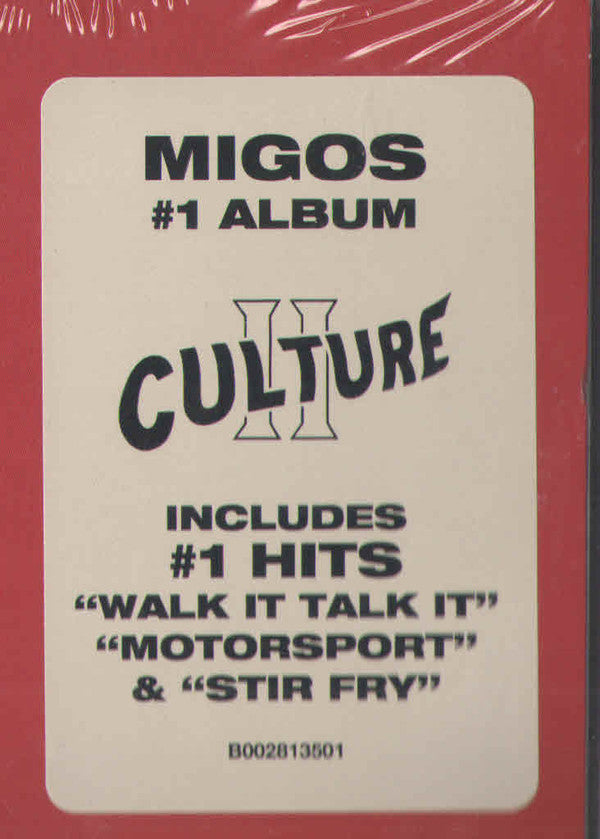 MIGOS
#1 ALBUM
CULTURE
II
INCLUDES
#1 HITS
“WALK IT TALK IT”
“MOTORSPORT”
& “STIR FRY”
B002813501